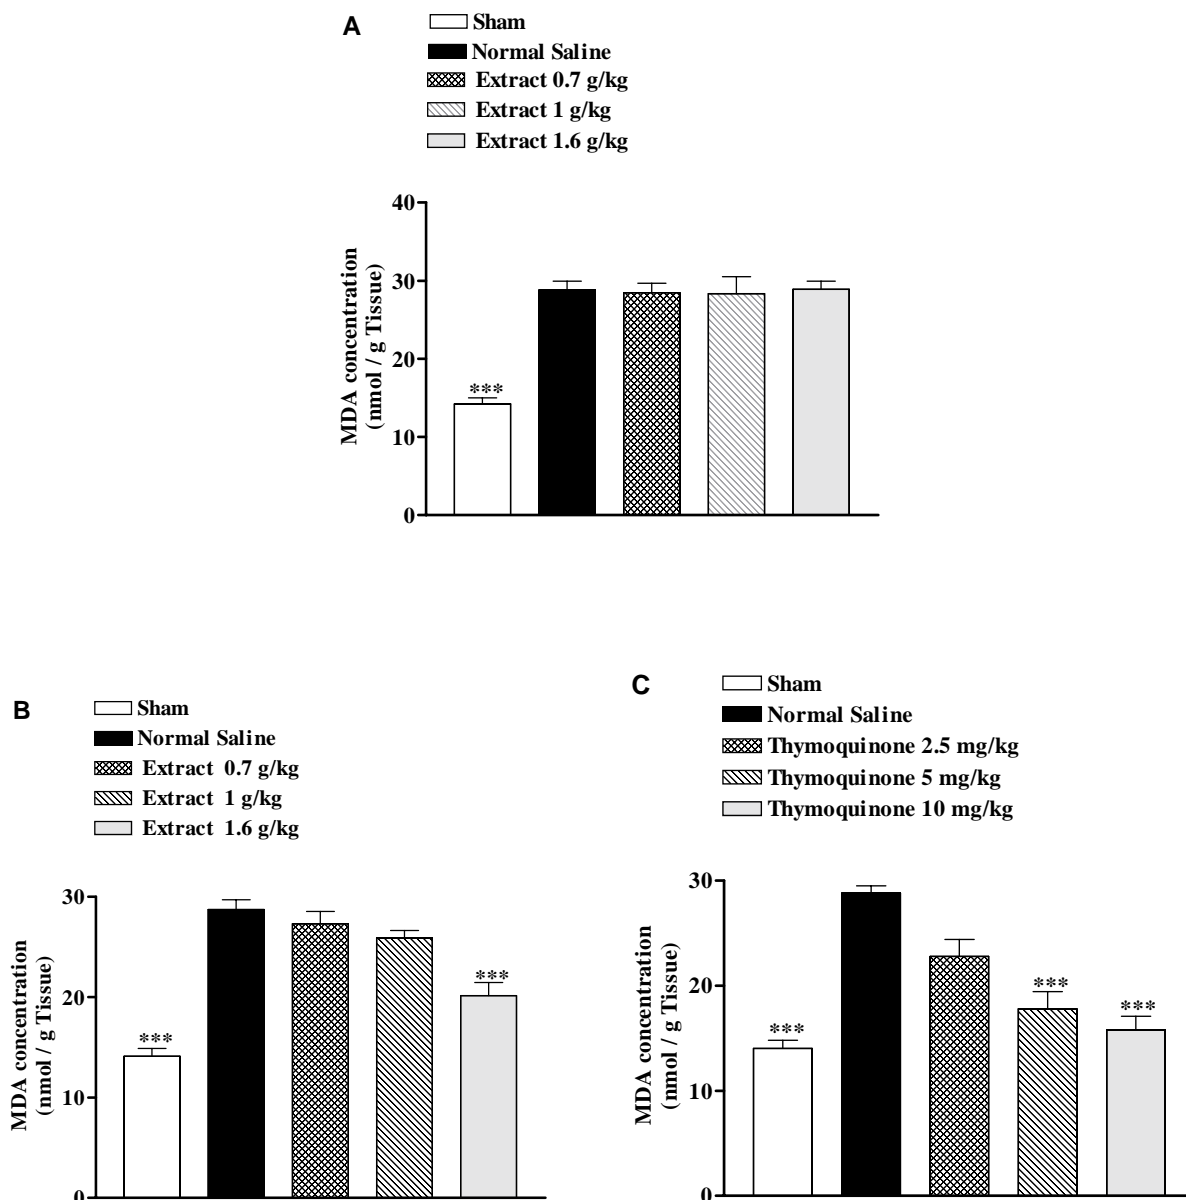 A
Sham
Normal Saline
Extract 0.7 g/kg
Extract 1 g/kg
Extract 1.6 g/kg
40
30
20
10
0
MDA concentration
(nmol / g Tissue)
***
B
Sham
Normal Saline
Extract 0.7 g/kg
Extract 1 g/kg
Extract 1.6 g/kg
30
20
10
0
MDA concentration
(nmol / g Tissue)
***
***
C
Sham
Normal Saline
Thymoquinone 2.5 mg/kg
Thymoquinone 5 mg/kg
Thymoquinone 10 mg/kg
30
20
10
0
MDA concentration
(nmol / g Tissue)
***
***
***